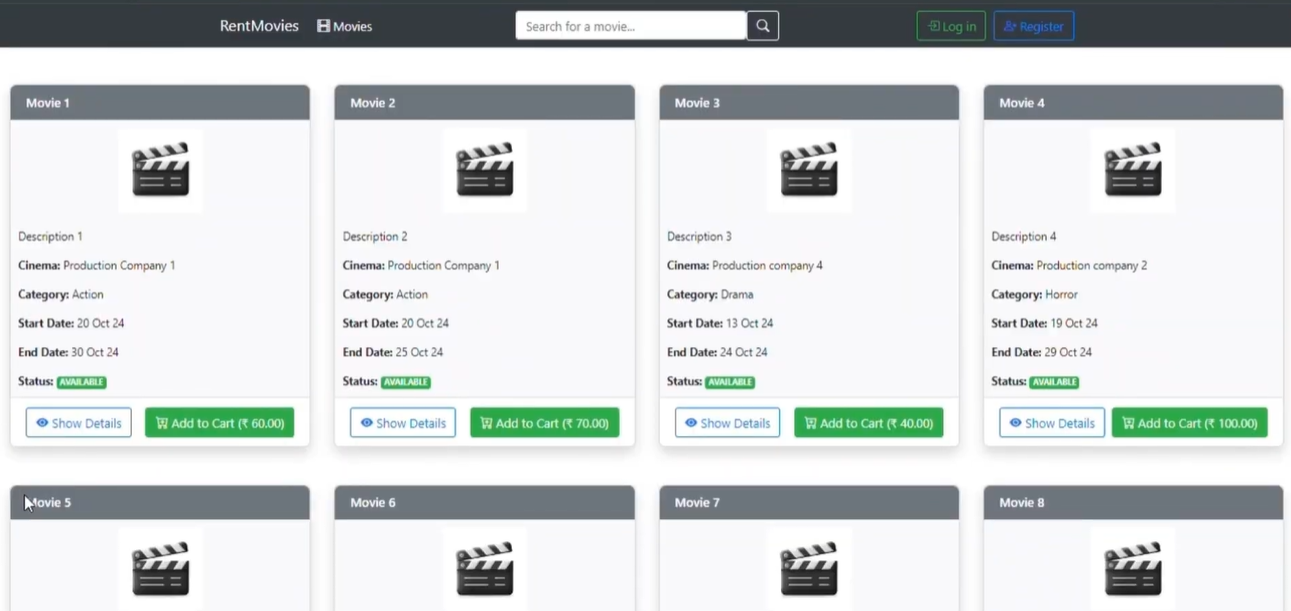 RentMovies Movies Search for a movie... Log in Register
Movie 1
Description 1
Cinema: Production Company 1
Category: Action
Start Date: 20 Oct 24
End Date: 30 Oct 24
Status: AVAILABLE
Show Details Add to Cart (₹ 60.00)
Movie 2
Description 2
Cinema: Production Company 1
Category: Action
Start Date: 20 Oct 24
End Date: 25 Oct 24
Status: AVAILABLE
Show Details Add to Cart (₹ 70.00)
Movie 3
Description 3
Cinema: Production company 4
Category: Drama
Start Date: 13 Oct 24
End Date: 24 Oct 24
Status: AVAILABLE
Show Details Add to Cart (₹ 40.00)
Movie 4
Description 4
Cinema: Production company 2
Category: Horror
Start Date: 19 Oct 24
End Date: 29 Oct 24
Status: AVAILABLE
Show Details Add to Cart (₹ 100.00)
Movie 5
Movie 6
Movie 7
Movie 8